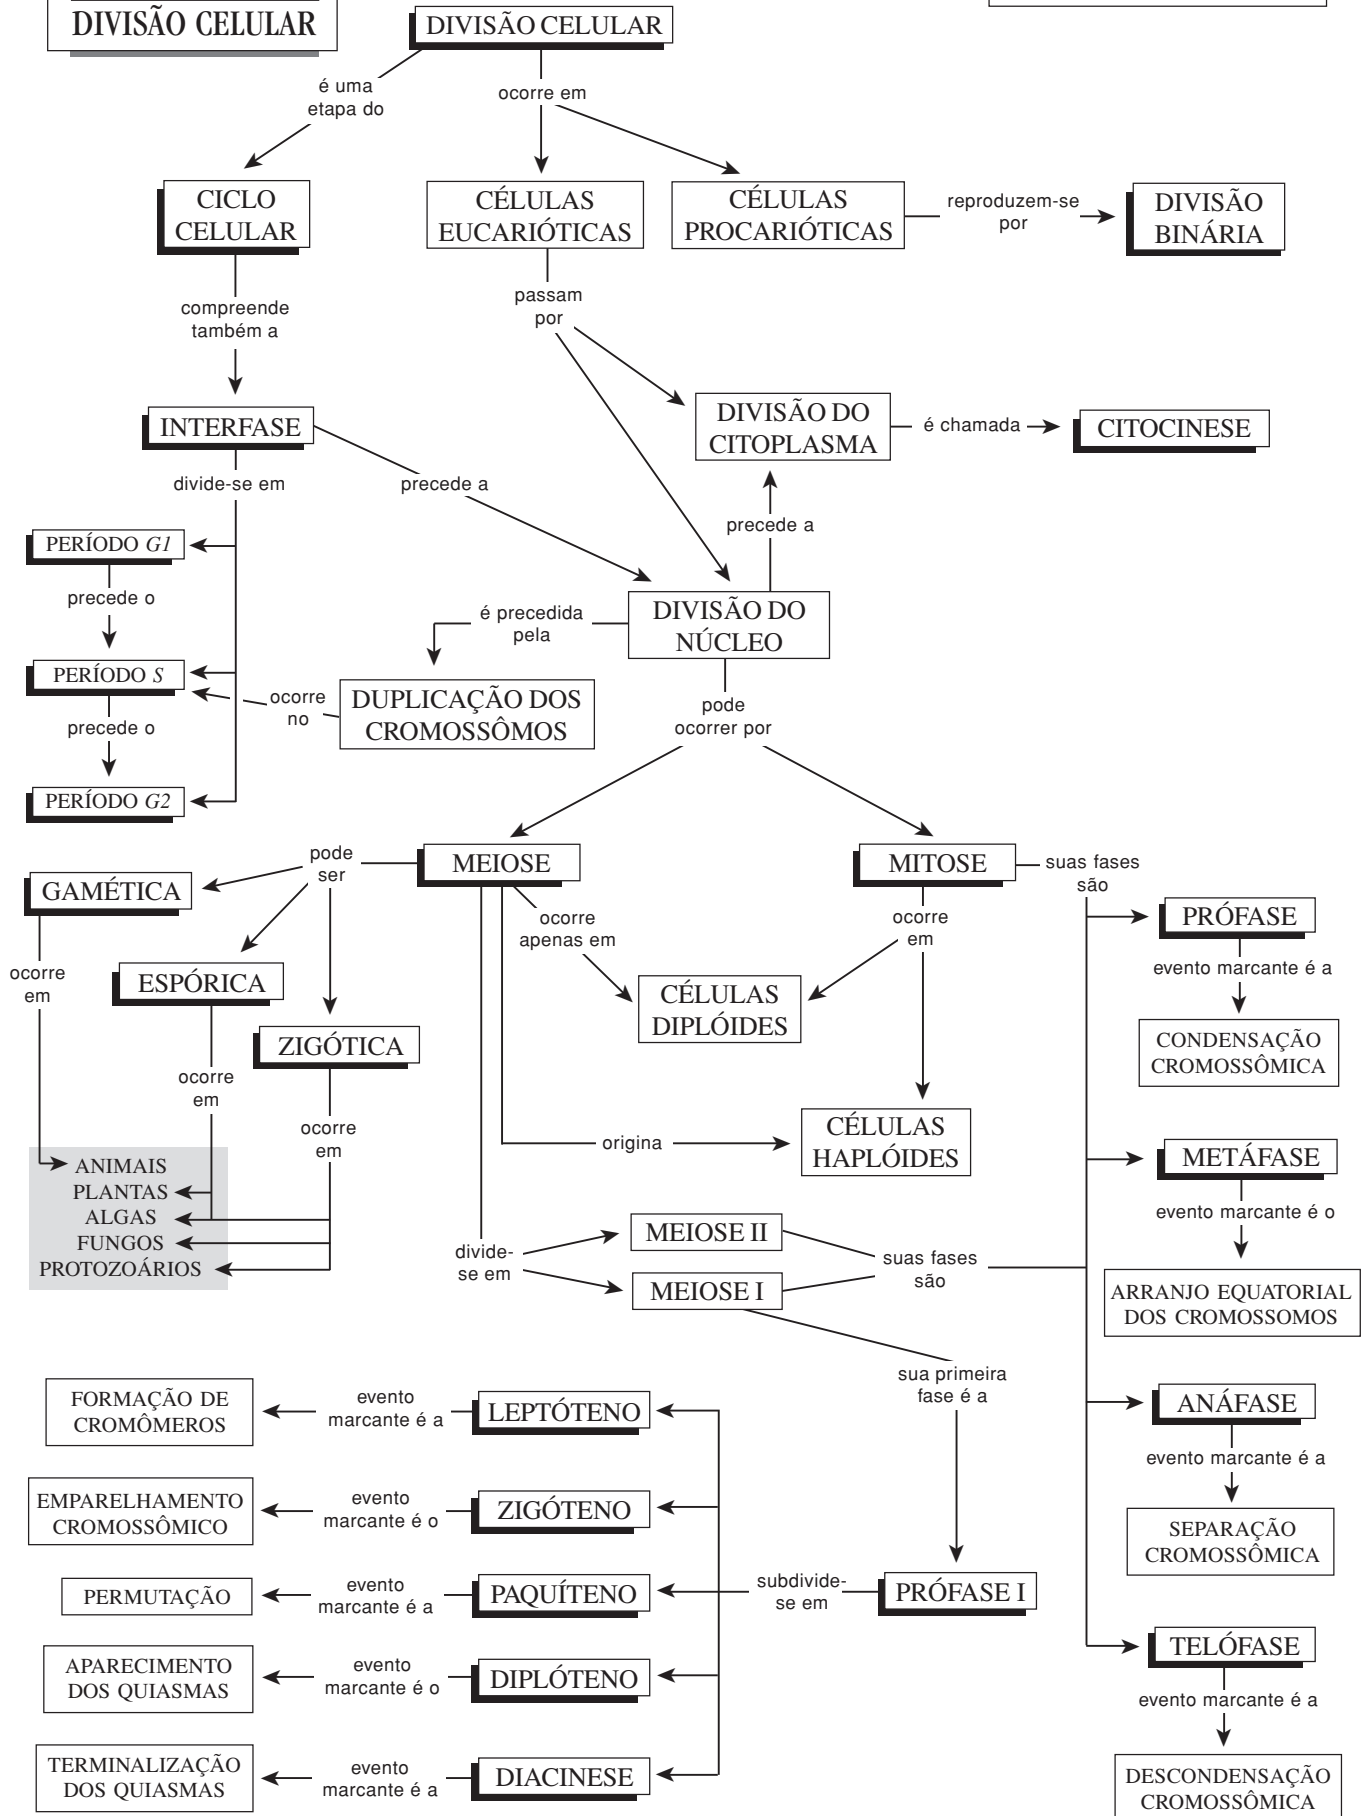 DIVISÃO CELULAR
DIVISÃO CELULAR
é uma
etapa do
ocorre em
CICLO
CELULAR
CÉLULAS
EUCARIÓTICAS
CÉLULAS
PROCARIÓTICAS
reproduzem-se
por
DIVISÃO
BINÁRIA
compreende
também a
passam
por
INTERFASE
DIVISÃO DO
CITOPLASMA
é chamada
CITOCINESE
divide-se em
precede a
precede a
PERÍODO G1
precede o
PERÍODO S
precede o
PERÍODO G2
é precedida
pela
DIVISÃO DO
NÚCLEO
ocorre
no
DUPLICAÇÃO DOS
CROMOSSÔMOS
pode
ocorrer por
MEIOSE
MITOSE
pode
ser
GAMÉTICA
ocorre
em
ESPÓRICA
ocorre
em
ZIGÓTICA
ocorre
em
ANIMAIS
PLANTAS
ALGAS
FUNGOS
PROTOZOÁRIOS
ocorre
apenas em
ocorre
em
CÉLULAS
DIPLÓIDES
origina
CÉLULAS
HAPLÓIDES
divide-
se em
MEIOSE II
MEIOSE I
suas fases
são
suas fases
são
PRÓFASE
evento marcante é a
CONDENSAÇÃO
CROMOSSÔMICA
METÁFASE
evento marcante é o
ARRANJO EQUATORIAL
DOS CROMOSSOMOS
ANÁFASE
evento marcante é a
SEPARAÇÃO
CROMOSSÔMICA
TELÓFASE
evento marcante é a
DESCONDENSAÇÃO
CROMOSSÔMICA
sua primeira
fase é a
PRÓFASE I
subdivide-
se em
LEPTÓTENO
evento
marcante é a
FORMAÇÃO DE
CROMÔMEROS
ZIGÓTENO
evento
marcante é o
EMPARELHAMENTO
CROMOSSÔMICO
PAQUÍTENO
evento
marcante é a
PERMUTAÇÃO
DIPLÓTENO
evento
marcante é o
APARECIMENTO
DOS QUIASMAS
DIACINESE
evento
marcante é a
TERMINALIZAÇÃO
DOS QUIASMAS